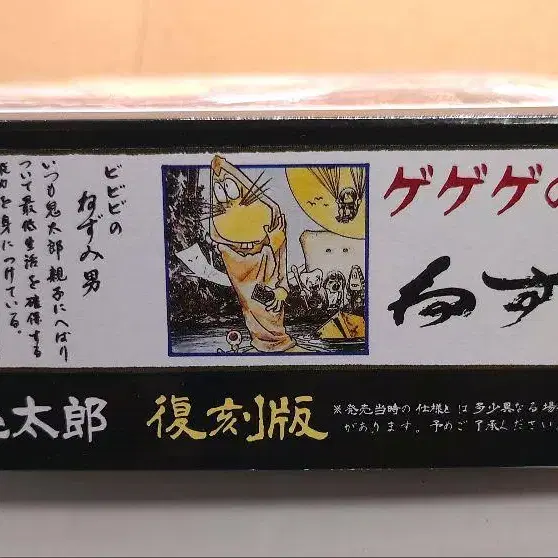 ゲゲゲの
ねず
ビビビの
ねずみ男
いつも鬼太郎親子にへばり
ついて最低生活を確保する
能力を身につけている。
太郎 復刻版
※発売当時の仕様とは多少異なる場
があります。予めご了承ください。